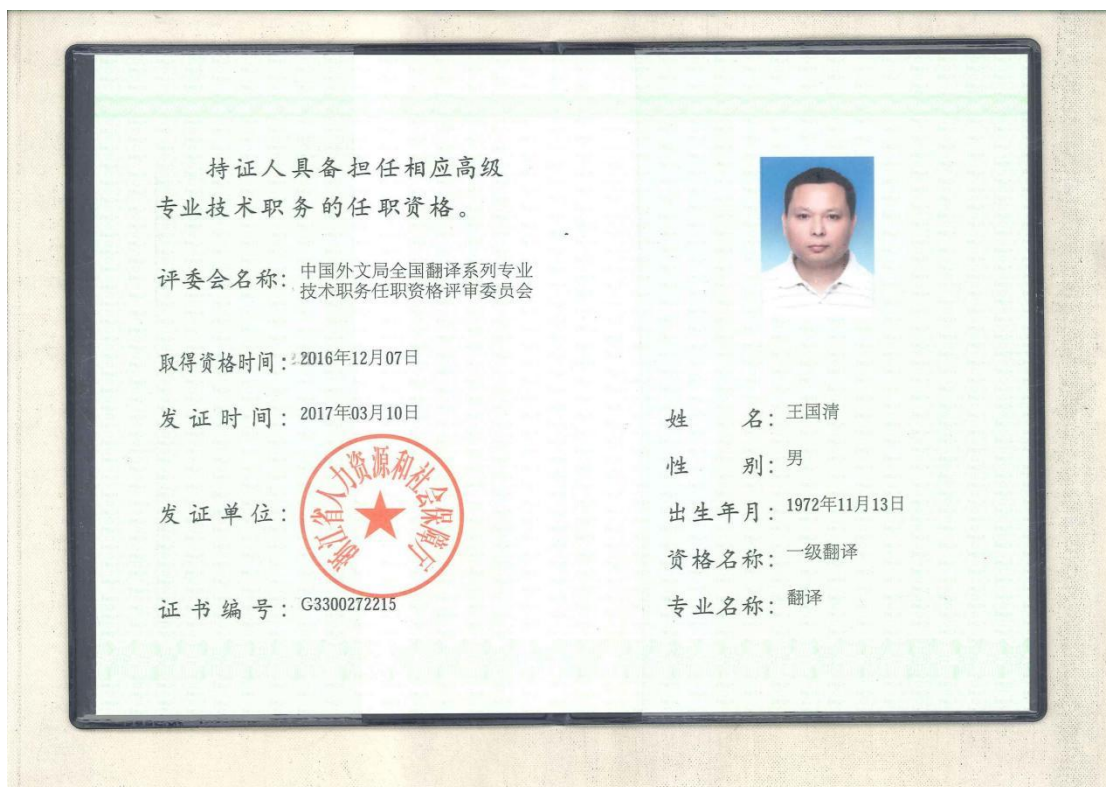 持证人具备担任相应高级
专业技术职务的任职资格。
评委会名称：中国外文局全国翻译系列专业
技术职务任职资格评审委员会
取得资格时间：2016年12月07日
发证时间：2017年03月10日
发证单位：
浙江省人力资源和社会保障厅
证书编号：G3300272215
姓名：王国清
性别：男
出生年月：1972年11月13日
资格名称：一级翻译
专业名称：翻译